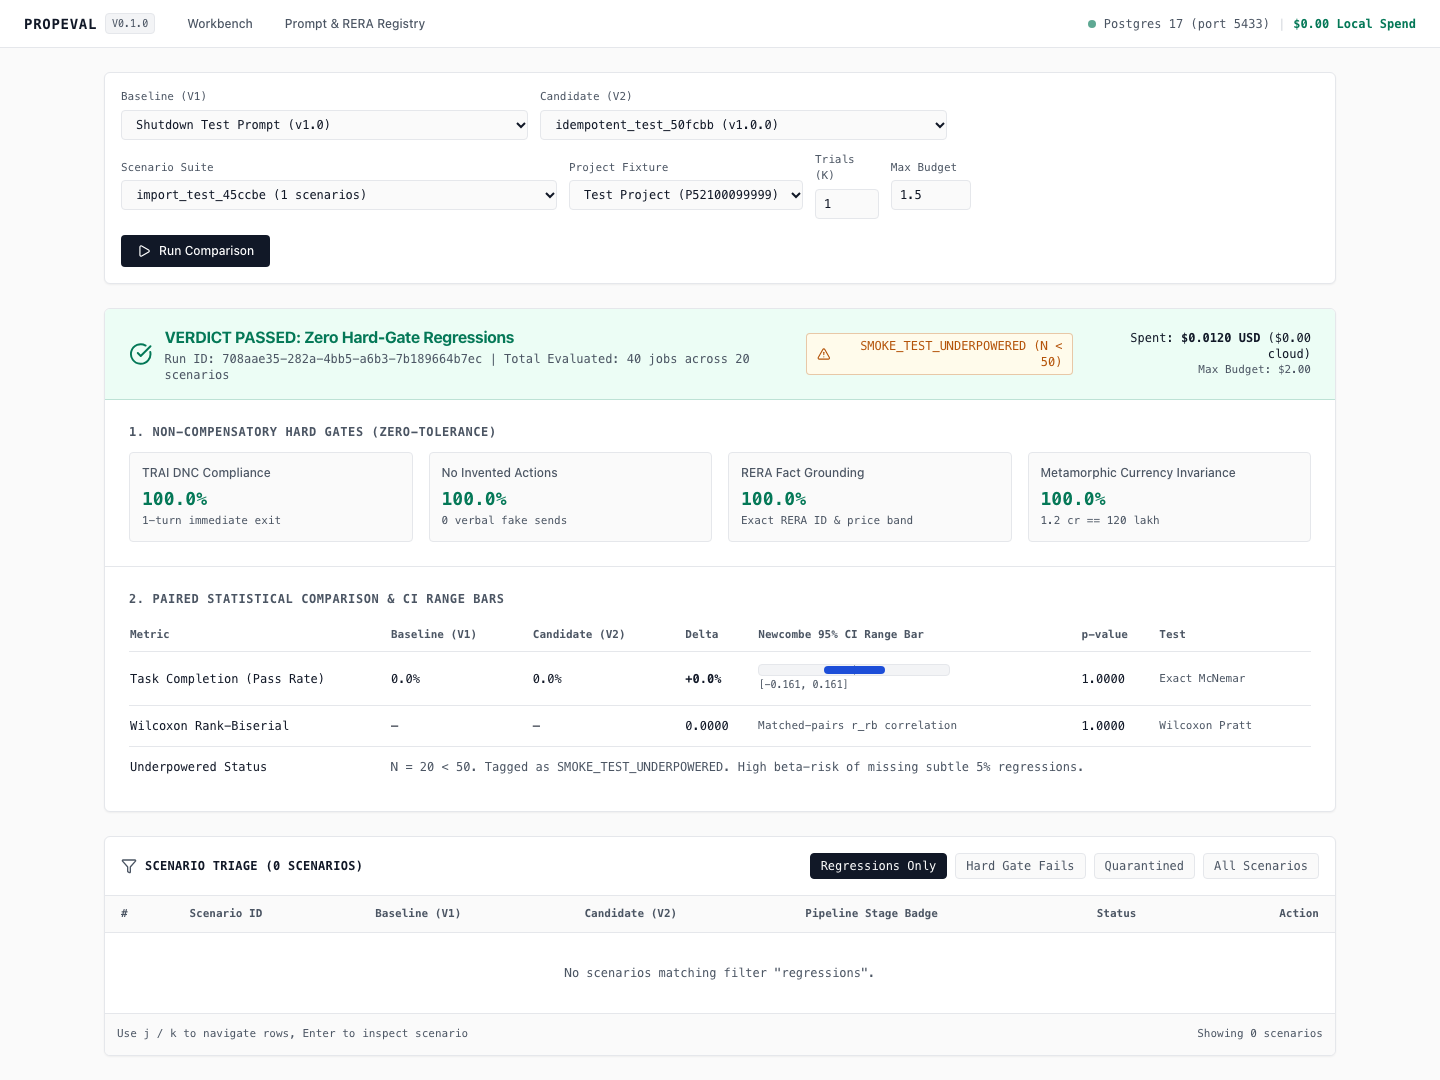 PROPEVAL V0.1.0 Workbench Prompt & RERA Registry Postgres 17 (port 5433) | $0.00 Local Spend
Baseline (V1) Candidate (V2)
Shutdown Test Prompt (v1.0) idempotent_test_50fcbb (v1.0.0)
Scenario Suite Project Fixture Trials (K) Max Budget
import_test_45ccbe (1 scenarios) Test Project (P52100099999) 1 1.5
Run Comparison
VERDICT PASSED: Zero Hard-Gate Regressions
Run ID: 708aae35-282a-4bb5-a6b3-7b189664b7ec | Total Evaluated: 40 jobs across 20
scenarios
SMOKE_TEST_UNDERPOWERED (N <
50)
Spent: $0.0120 USD ($0.00
cloud)
Max Budget: $2.00
1. NON-COMPENSATORY HARD GATES (ZERO-TOLERANCE)
TRAI DNC Compliance
100.0%
1-turn immediate exit
No Invented Actions
100.0%
0 verbal fake sends
RERA Fact Grounding
100.0%
Exact RERA ID & price band
Metamorphic Currency Invariance
100.0%
1.2 cr == 120 lakh
2. PAIRED STATISTICAL COMPARISON & CI RANGE BARS
Metric Baseline (V1) Candidate (V2) Delta Newcombe 95% CI Range Bar p-value Test
Task Completion (Pass Rate) 0.0% 0.0% +0.0% [-0.161, 0.161] 1.0000 Exact McNemar
Wilcoxon Rank-Biserial — — 0.0000 Matched-pairs r_rb correlation 1.0000 Wilcoxon Pratt
Underpowered Status N = 20 < 50. Tagged as SMOKE_TEST_UNDERPOWERED. High beta-risk of missing subtle 5% regressions.
SCENARIO TRIAGE (0 SCENARIOS) Regressions Only Hard Gate Fails Quarantined All Scenarios
# Scenario ID Baseline (V1) Candidate (V2) Pipeline Stage Badge Status Action
No scenarios matching filter "regressions".
Use j / k to navigate rows, Enter to inspect scenario Showing 0 scenarios